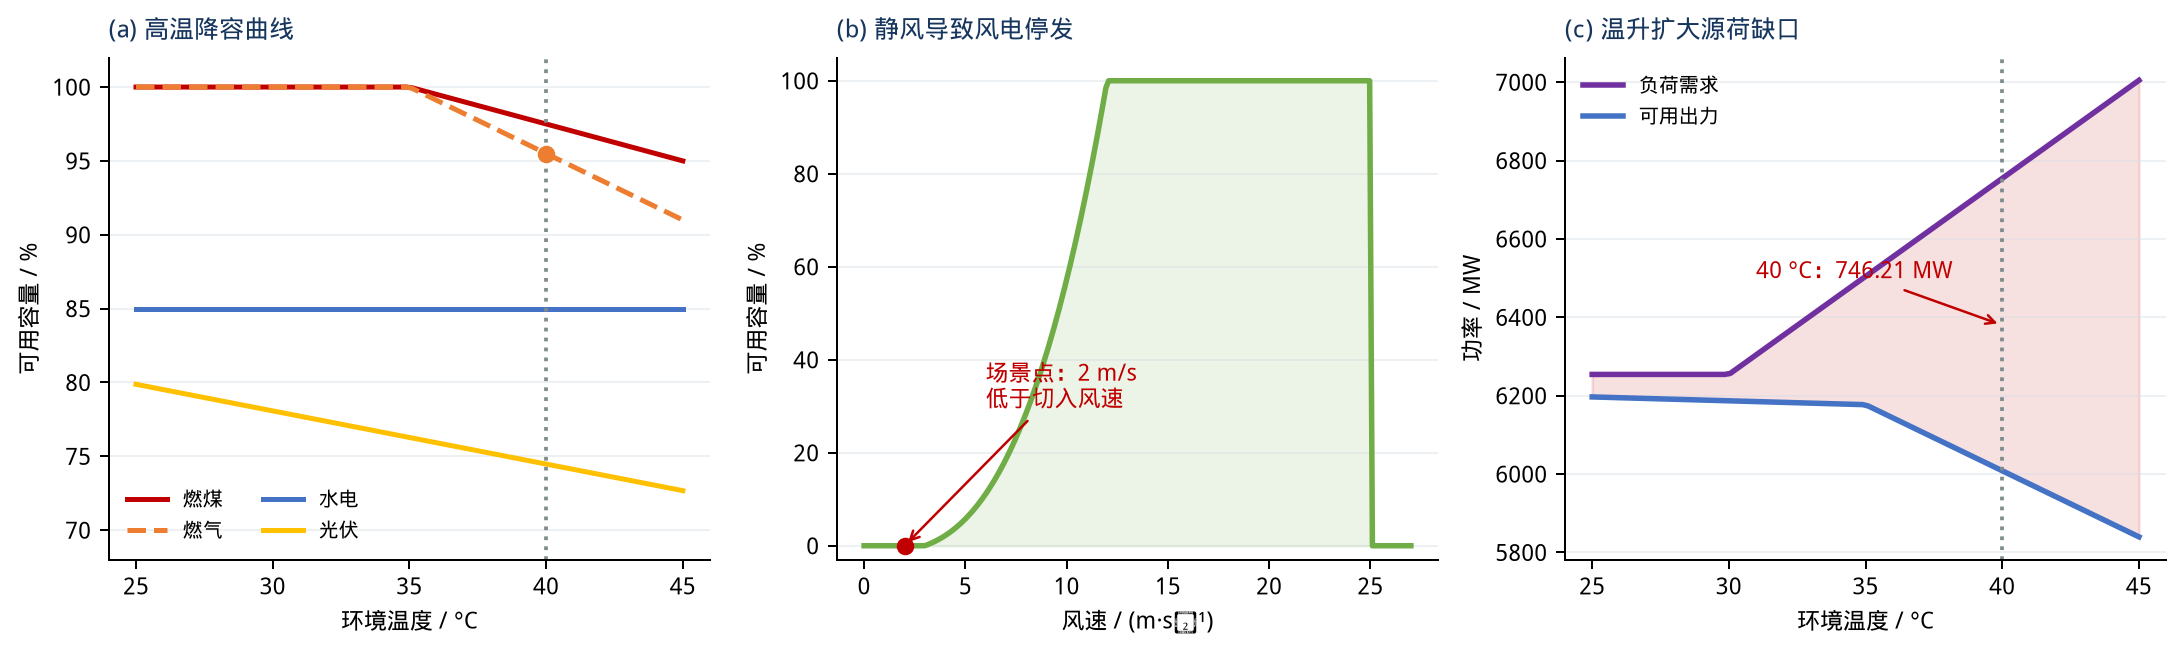 (a) 高温降容曲线
可用容量 / %
100
95
90
85
80
75
70
燃煤
燃气
水电
光伏
25 30 35 40 45
环境温度 / °C
(b) 静风导致风电停发
可用容量 / %
100
80
60
40
20
0
场景点：2 m/s
低于切入风速
0 5 10 15 20 25
风速 / (m·s¹)
(c) 温升扩大源荷缺口
功率 / MW
7000
6800
6600
6400
6200
6000
5800
负荷需求
可用出力
40 °C：746.21 MW
25 30 35 40 45
环境温度 / °C